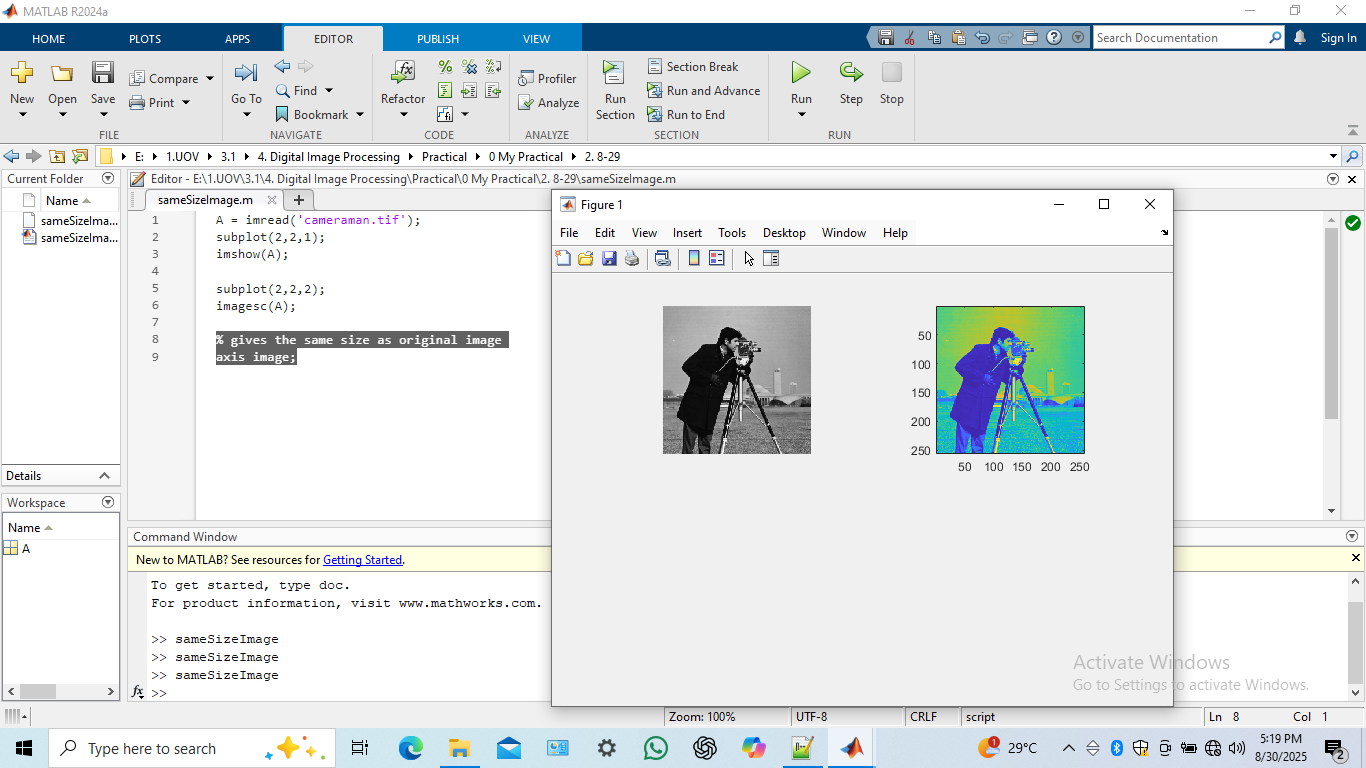 MATLAB R2024a
HOME PLOTS APPS EDITOR PUBLISH VIEW Search Documentation Sign In
New Open Save Compare Print Go To Find Bookmark Refactor Profiler Analyze Run Section Section Break Run and Advance Run to End Run Step Stop
FILE NAVIGATE CODE ANALYZE SECTION RUN
E: 1.UOV 3.1 4. Digital Image Processing Practical 0 My Practical 2. 8-29
Current Folder
Name
sameSizeIma...
sameSizeIma...
Details
Workspace
Name
A
Editor - E:\1.UOV\3.1\4. Digital Image Processing\Practical\0 My Practical\2. 8-29\sameSizeImage.m
sameSizeImage.m
1 A = imread('cameraman.tif');
2 subplot(2,2,1);
3 imshow(A);
4
5 subplot(2,2,2);
6 imagesc(A);
7
8 % gives the same size as original image
9 axis image;
Figure 1
File Edit View Insert Tools Desktop Window Help
50
100
150
200
250
50 100 150 200 250
Command Window
New to MATLAB? See resources for Getting Started.
To get started, type doc.
For product information, visit www.mathworks.com.
>> sameSizeImage
>> sameSizeImage
>> sameSizeImage
fx >>
Activate Windows
Go to Settings to activate Windows.
Zoom: 100% UTF-8 CRLF script Ln 8 Col 1
Type here to search
1 29°C
5:19 PM
8/30/2025
2